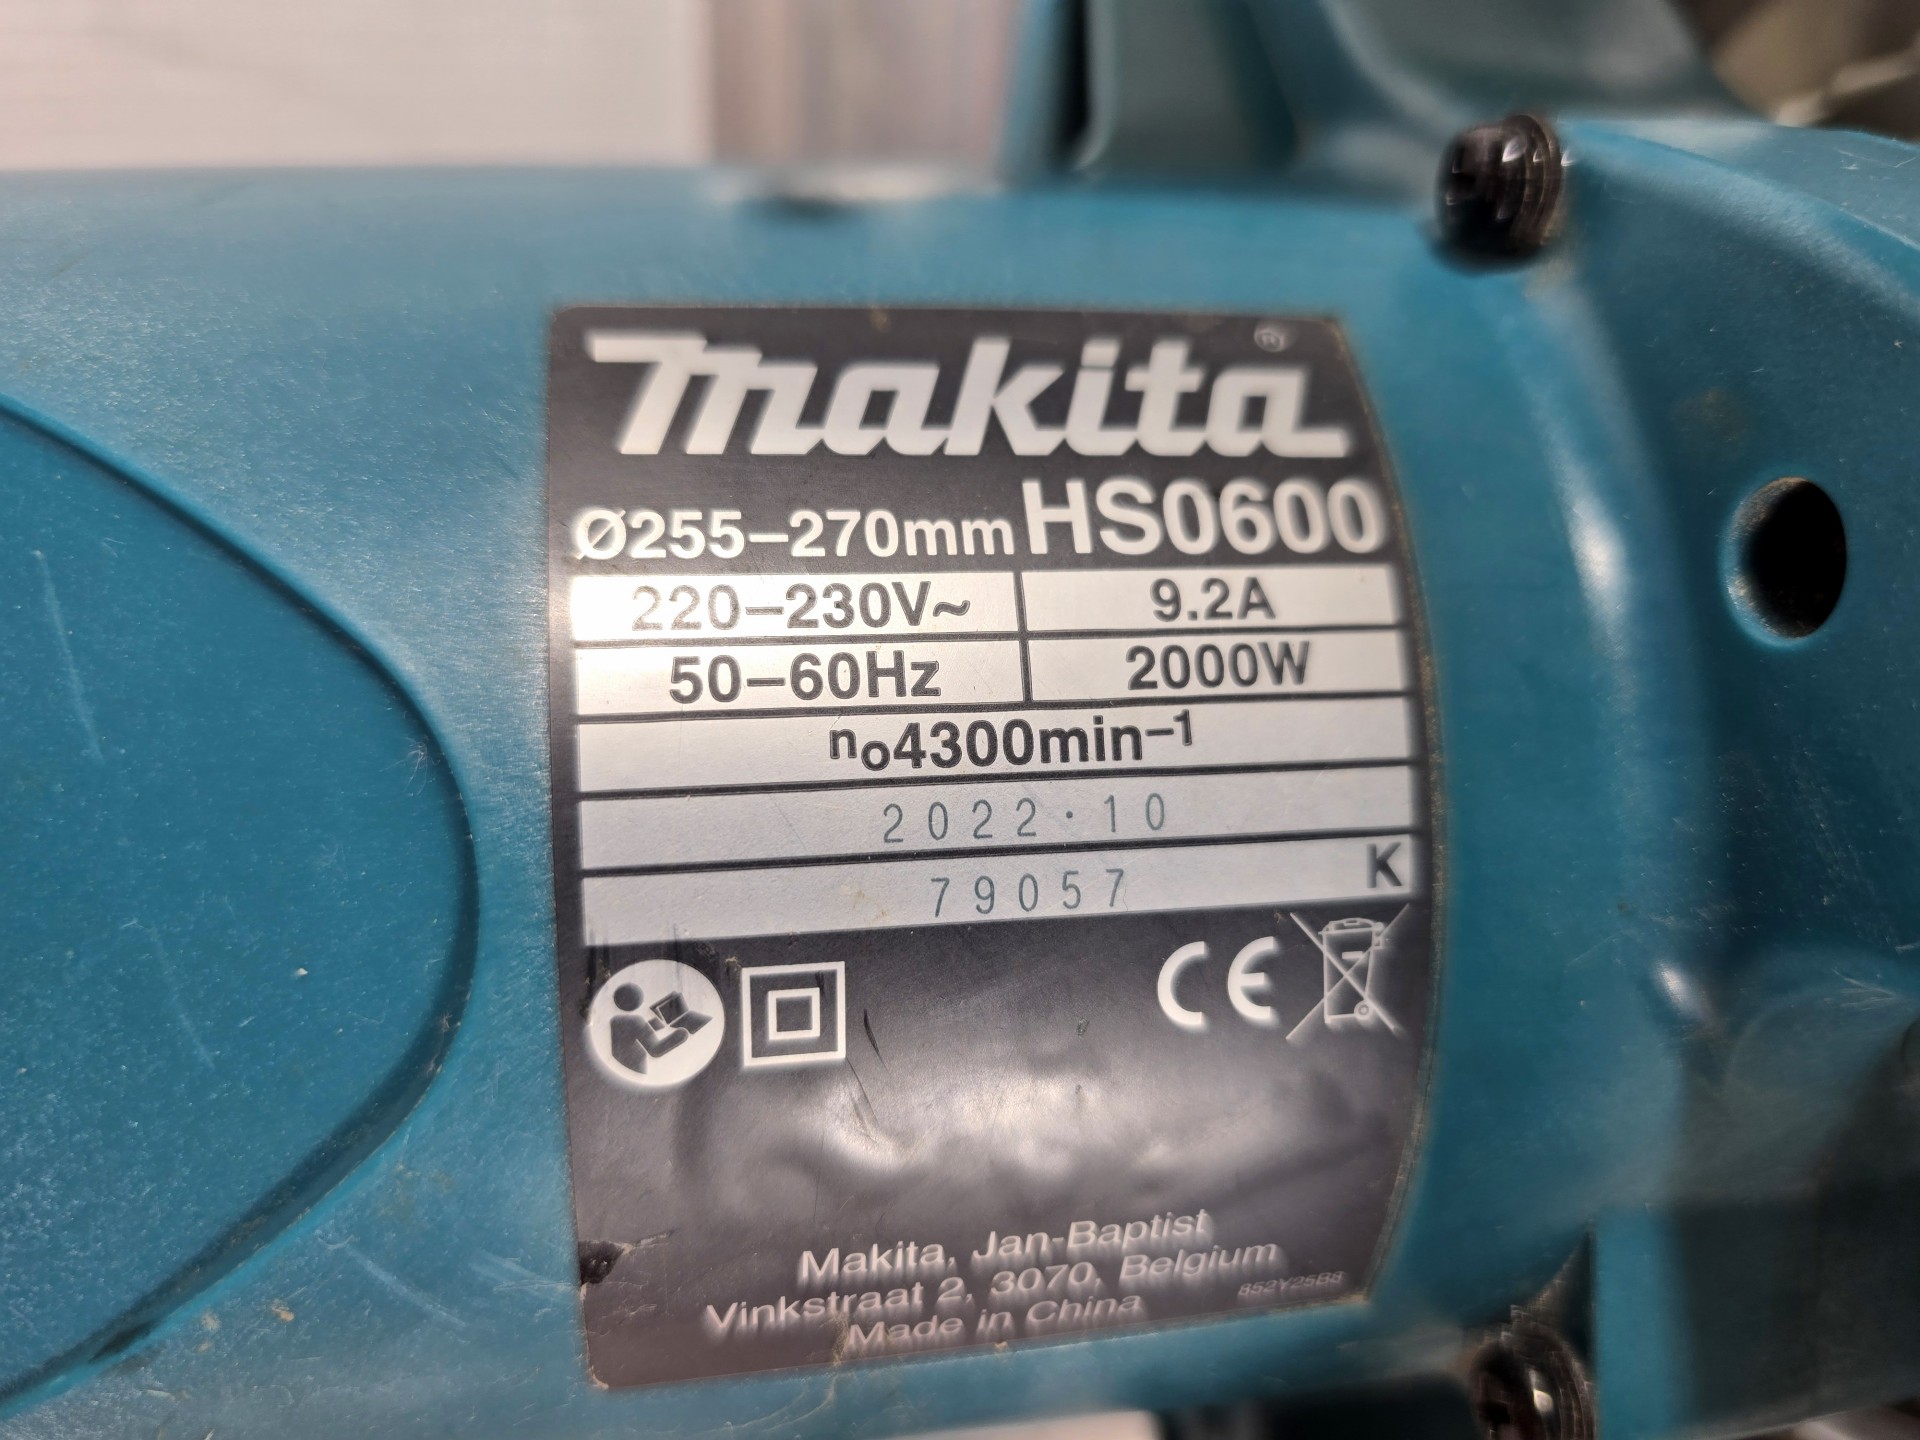 makita®
Ø255–270mm HS0600
220–230V~ 9.2A
50–60Hz 2000W
n₀4300min⁻¹
2022·10
79057 K
CE
Makita, Jan-Baptist
Vinkstraat 2, 3070, Belgium
Made in China 852Y25B8